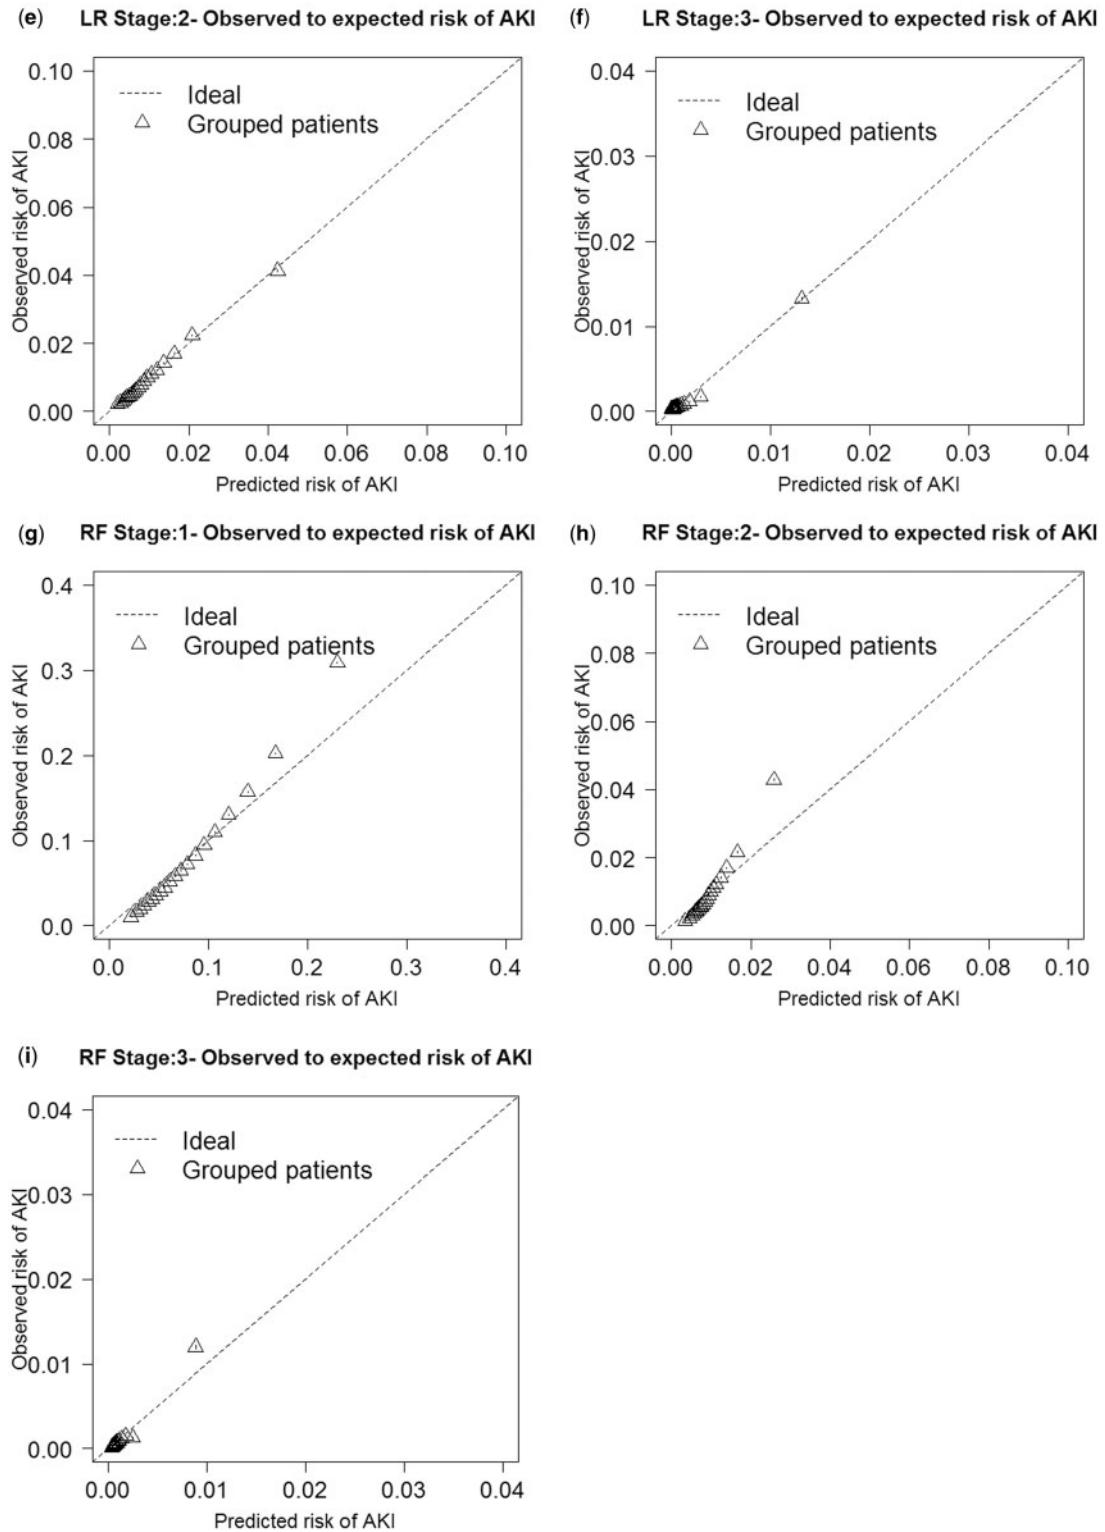 (e) LR Stage:2- Observed to expected risk of AKI
Ideal
Grouped patients
Observed risk of AKI
0.10
0.08
0.06
0.04
0.02
0.00
0.00 0.02 0.04 0.06 0.08 0.10
Predicted risk of AKI
(f) LR Stage:3- Observed to expected risk of AKI
Ideal
Grouped patients
Observed risk of AKI
0.04
0.03
0.02
0.01
0.00
0.00 0.01 0.02 0.03 0.04
Predicted risk of AKI
(g) RF Stage:1- Observed to expected risk of AKI
Ideal
Grouped patients
Observed risk of AKI
0.4
0.3
0.2
0.1
0.0
0.0 0.1 0.2 0.3 0.4
Predicted risk of AKI
(h) RF Stage:2- Observed to expected risk of AKI
Ideal
Grouped patients
Observed risk of AKI
0.10
0.08
0.06
0.04
0.02
0.00
0.00 0.02 0.04 0.06 0.08 0.10
Predicted risk of AKI
(i) RF Stage:3- Observed to expected risk of AKI
Ideal
Grouped patients
Observed risk of AKI
0.04
0.03
0.02
0.01
0.00
0.00 0.01 0.02 0.03 0.04
Predicted risk of AKI